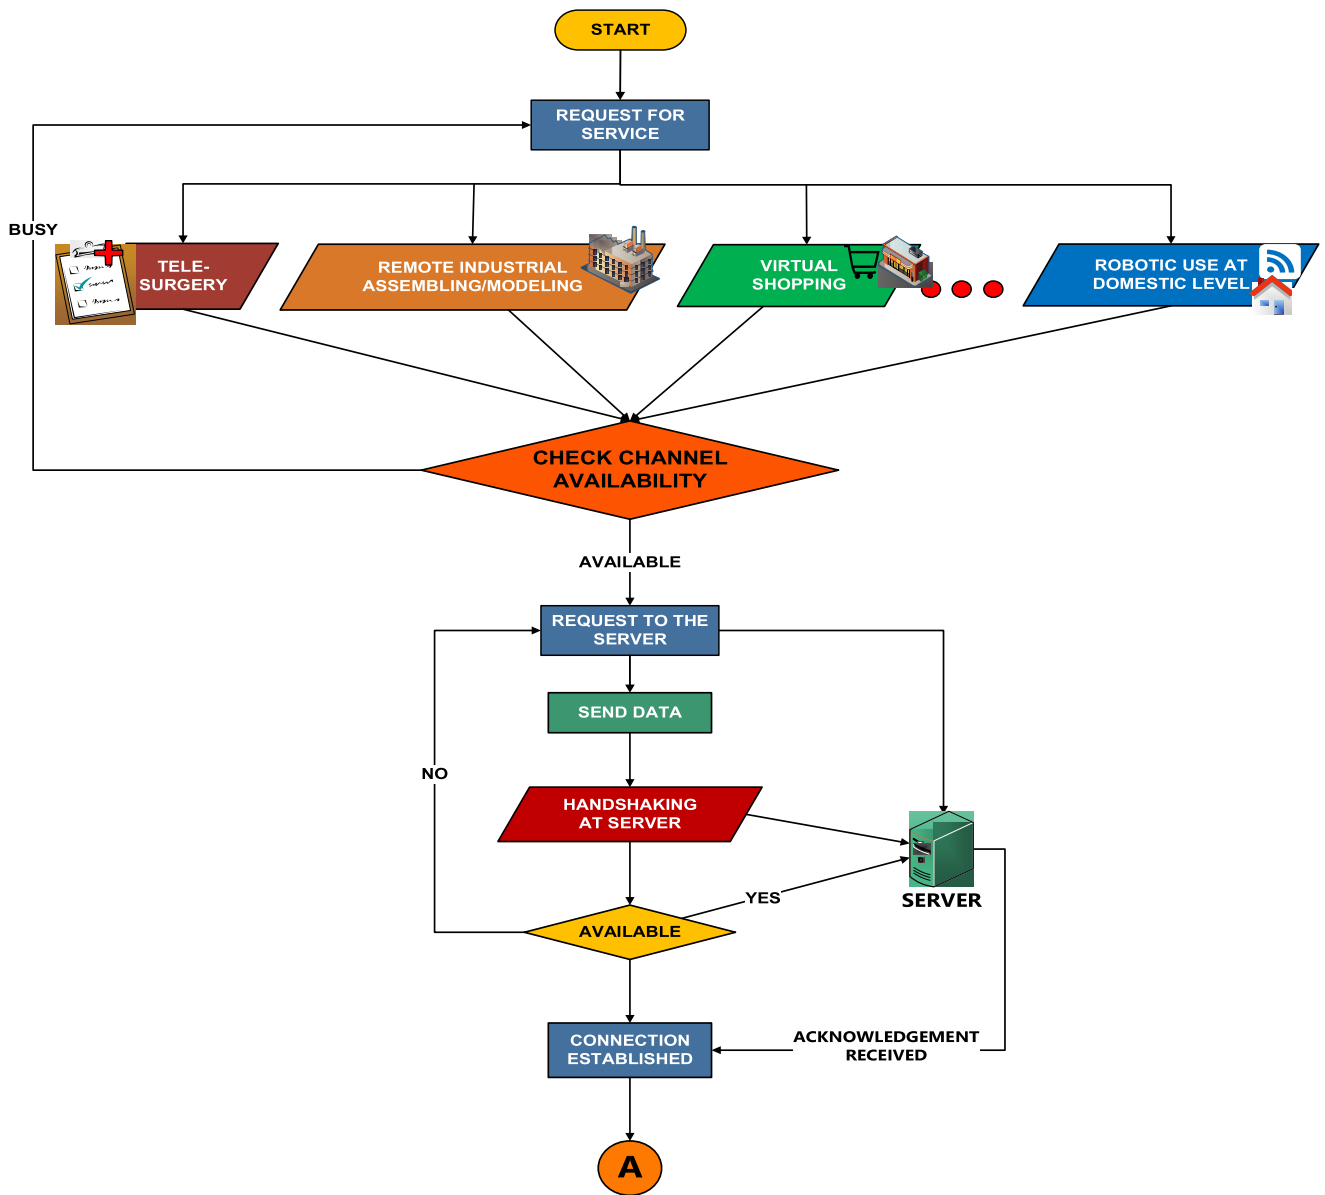 START
REQUEST FOR
SERVICE
BUSY
TELE-
SURGERY
REMOTE INDUSTRIAL
ASSEMBLING/MODELING
VIRTUAL
SHOPPING
ROBOTIC USE AT
DOMESTIC LEVEL
CHECK CHANNEL
AVAILABILITY
AVAILABLE
REQUEST TO THE
SERVER
SEND DATA
NO
HANDSHAKING
AT SERVER
YES
SERVER
AVAILABLE
CONNECTION
ESTABLISHED
ACKNOWLEDGEMENT
RECEIVED
A